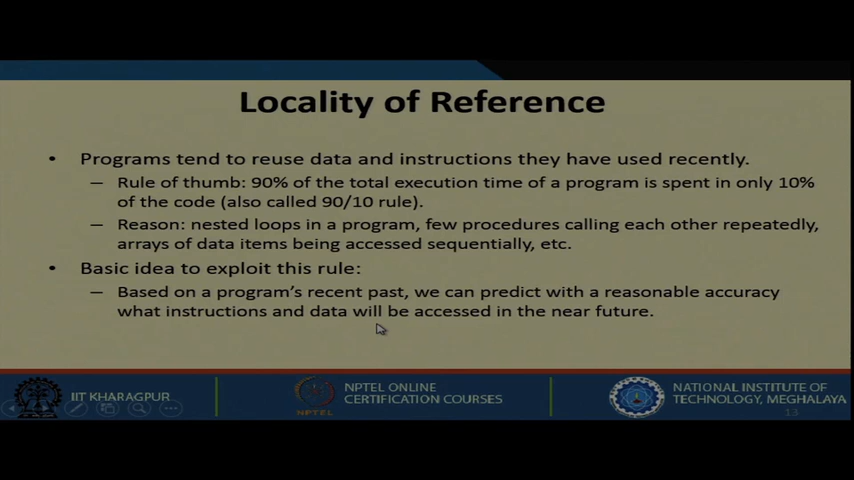 Locality of Reference
• Programs tend to reuse data and instructions they have used recently.
– Rule of thumb: 90% of the total execution time of a program is spent in only 10%
of the code (also called 90/10 rule).
– Reason: nested loops in a program, few procedures calling each other repeatedly,
arrays of data items being accessed sequentially, etc.
• Basic idea to exploit this rule:
– Based on a program's recent past, we can predict with a reasonable accuracy
what instructions and data will be accessed in the near future.
IIT KHARAGPUR
NPTEL
NPTEL ONLINE
CERTIFICATION COURSES
NATIONAL INSTITUTE OF
TECHNOLOGY, MEGHALAYA
13